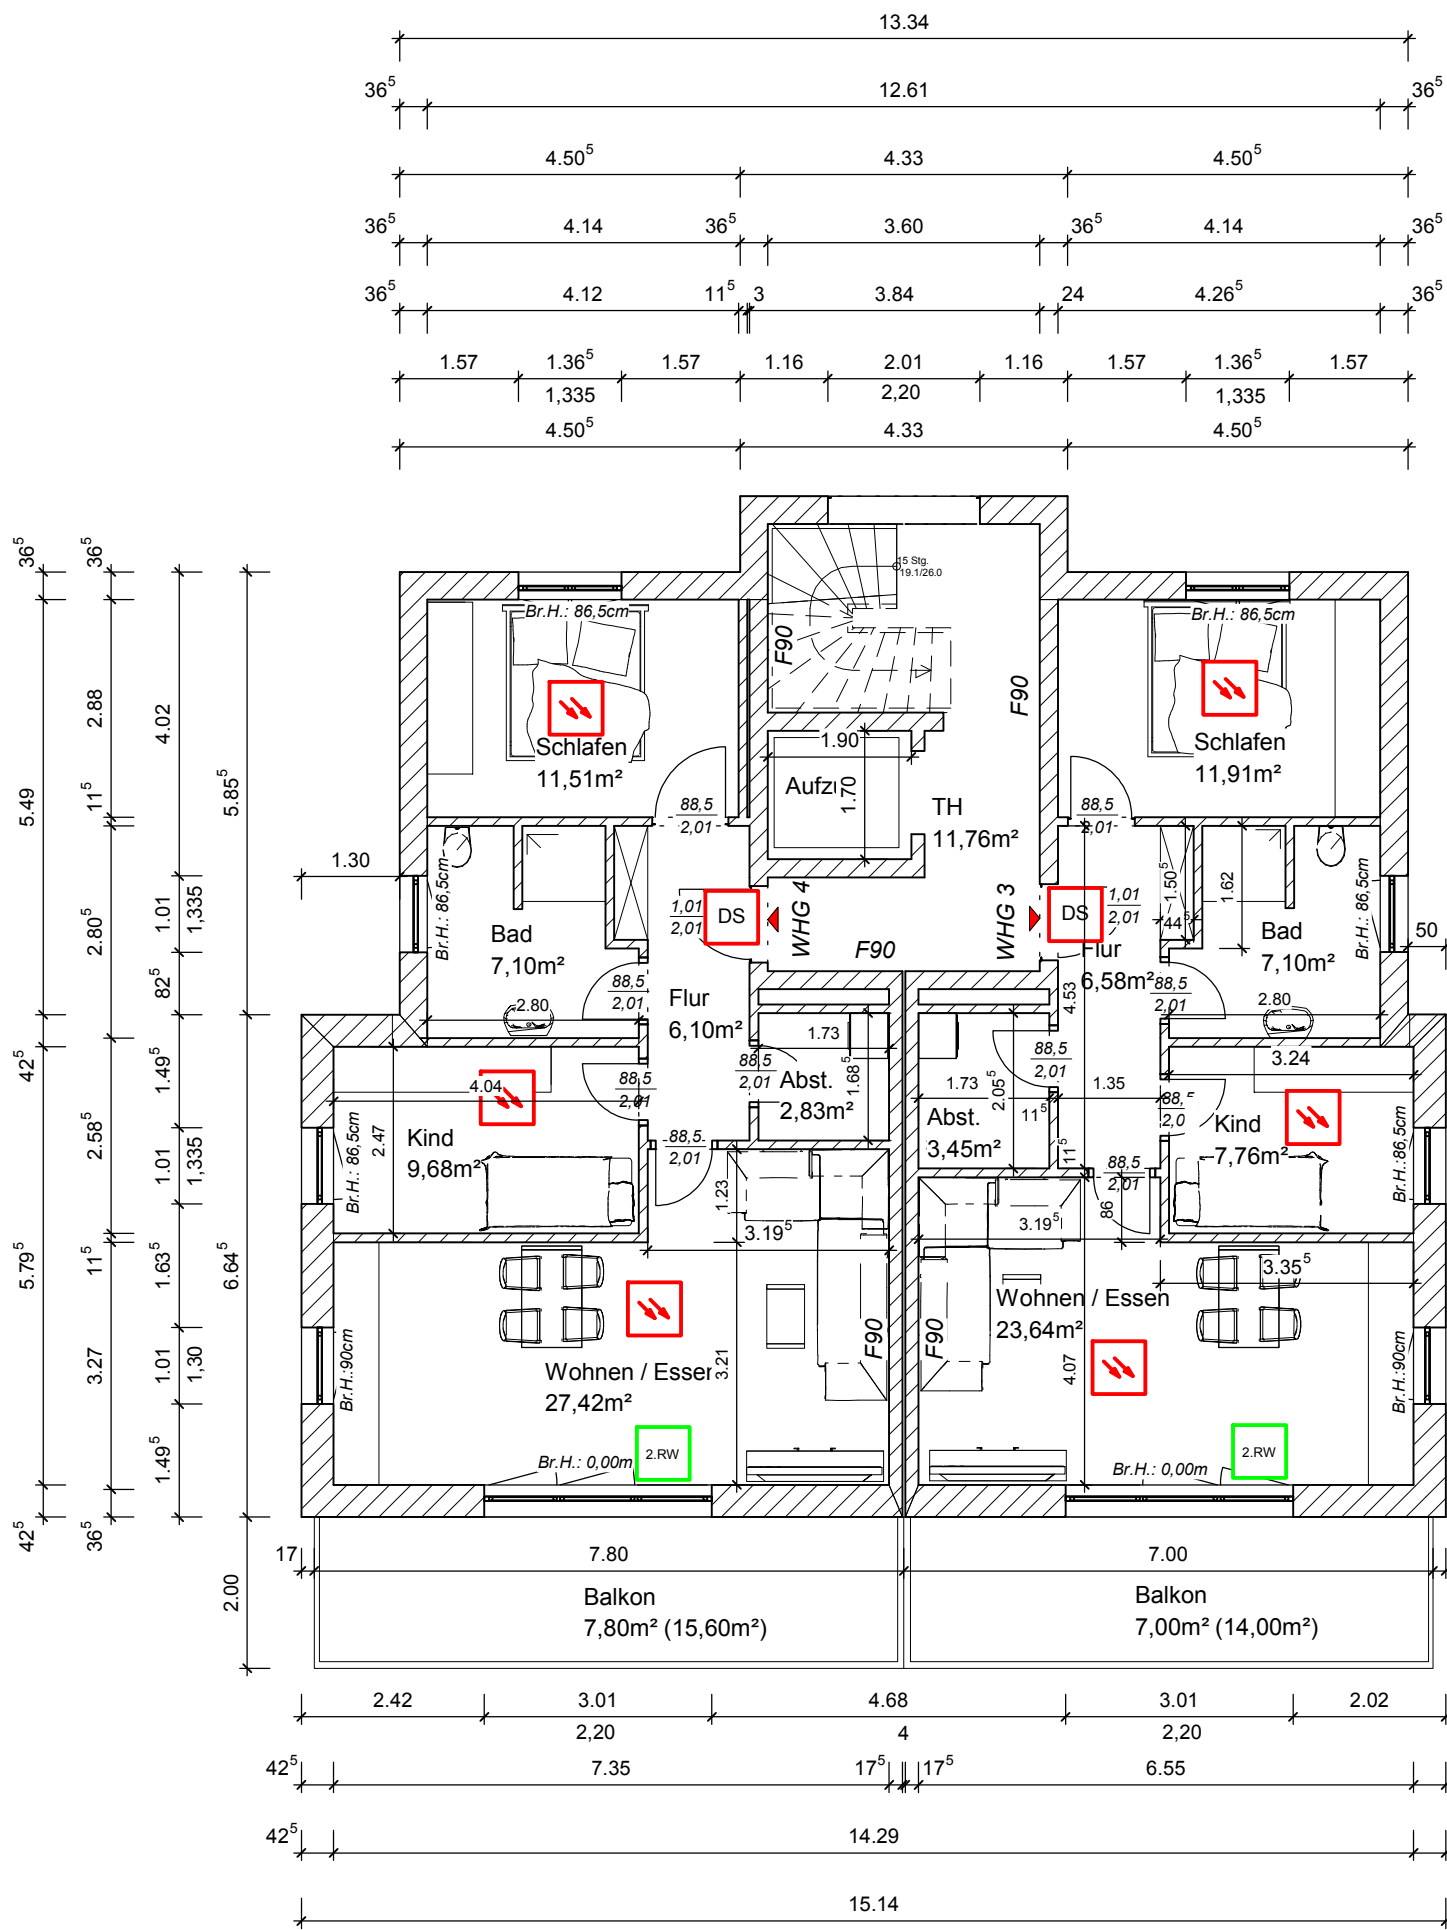 13.34
36⁵ 12.61 36⁵
4.50⁵ 4.33 4.50⁵
36⁵ 4.14 36⁵ 3.60 36⁵ 4.14 36⁵
36⁵ 4.12 11⁵ 3 3.84 24 4.26⁵ 36⁵
1.57 1.36⁵ 1.57 1.16 2.01 1.16 1.57 1.36⁵ 1.57
1,335 2,20 1,335
4.50⁵ 4.33 4.50⁵
36⁵ 5.49 42⁵ 5.79⁵ 42⁵
36⁵ 2.88 11⁵ 2.80⁵ 2.58⁵ 11⁵ 3.27 36⁵
4.02 1.01 1,335 82⁵ 1.49⁵ 1.01 1,335 1.63⁵ 1.01 1,30 1.49⁵
5.85⁵ 6.64⁵ 2.00
1.30
50
15 Stg.
19.1/26.0
Br.H.: 86,5cm
Br.H.: 86,5cm
F90
F90
Schlafen
11,51m²
Schlafen
11,91m²
1.90
1.70
TH
11,76m²
88,5
2,01
88,5
2,01
Br.H.: 86,5cm
Bad
7,10m²
2.80
1,01
2,01
DS
WHG 4
F90
WHG 3
DS
1,01
2,01
1.50⁵
44⁵
1.62
Bad
7,10m²
2.80
Br.H.: 86,5cm
88,5
2,01
Flur
6,10m²
Flur
6,58m²
4.53
88,5
2,01
4.04
2.47
Kind
9,68m²
Br.H.: 86,5cm
88,5
2,01
88,5
2,01
1.73
1.68⁵
Abst.
2,83m²
1.73
2.05⁵
Abst.
3,45m²
88,5
2,01
1.35
11⁵
11⁵
3.24
Kind
7,76m²
Br.H.:86,5cm
88,5
2,01
88,5
2,01
1.23
3.19⁵
3.19⁵
86
3.35⁵
Wohnen / Essen
23,64m²
27,42m²
3.21
4.07
F90
F90
Br.H.:90cm
Br.H.:90cm
2.RW
2.RW
Br.H.: 0,00m
Br.H.: 0,00m
17 7.80 7.00
Balkon
7,80m² (15,60m²)
Balkon
7,00m² (14,00m²)
2.42 3.01 4.68 3.01 2.02
2,20 4 2,20
42⁵ 7.35 17⁵ 17⁵ 6.55
42⁵ 14.29
15.14